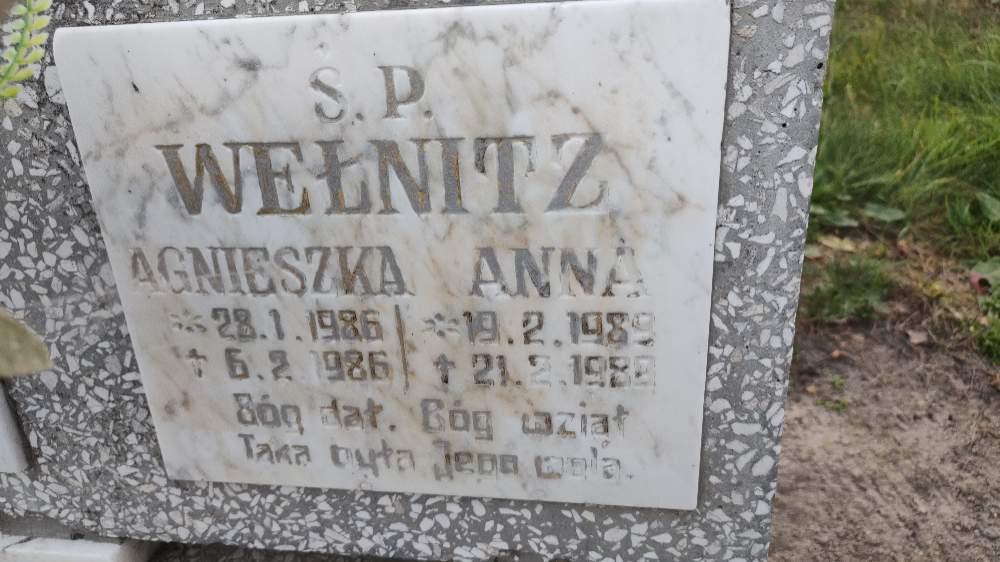 Ś. P.
WEŁNITZ
AGNIESZKA ANNA
* 28.1.1986 * 19.2.1989
† 6.2.1986 † 21.2.1989
Bóg dał. Bóg wziął
Taka była Jego wola.